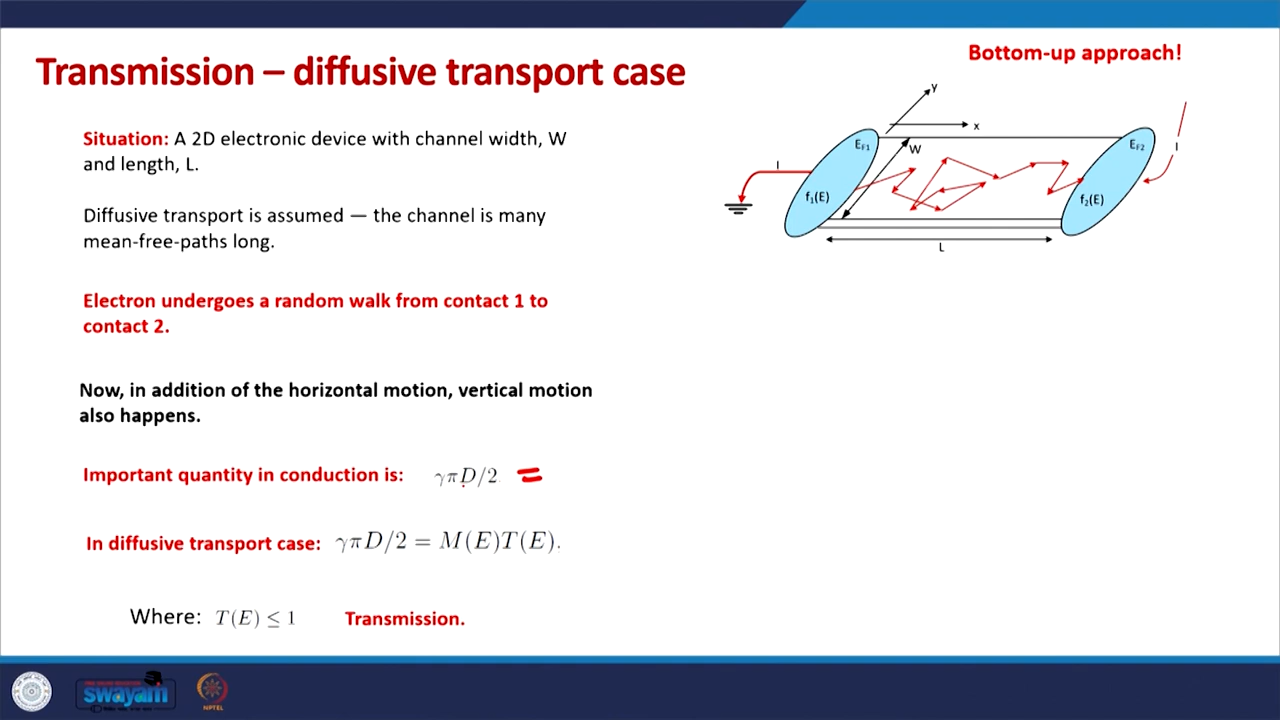 Bottom-up approach!
Transmission – diffusive transport case
Situation: A 2D electronic device with channel width, W
and length, L.
Diffusive transport is assumed — the channel is many
mean-free-paths long.
Electron undergoes a random walk from contact 1 to
contact 2.
Now, in addition of the horizontal motion, vertical motion
also happens.
Important quantity in conduction is: γπD/2 =
In diffusive transport case: γπD/2 = M(E)T(E).
Where: T(E) ≤ 1 Transmission.
y
x
W
E_F1
E_F2
I
I
f₁(E)
f₂(E)
L
swayam
NPTEL